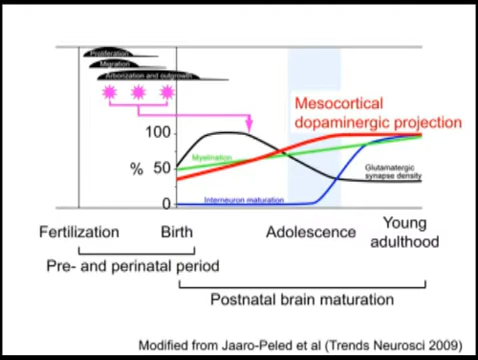 Proliferation
Migration
Arborization and outgrowth
Mesocortical
dopaminergic projection
100
Myelination
%
50
Glutamatergic
synapse density
Interneuron maturation
0
Fertilization
Birth
Adolescence
Young
adulthood
Pre- and perinatal period
Postnatal brain maturation
Modified from Jaaro-Peled et al (Trends Neurosci 2009)